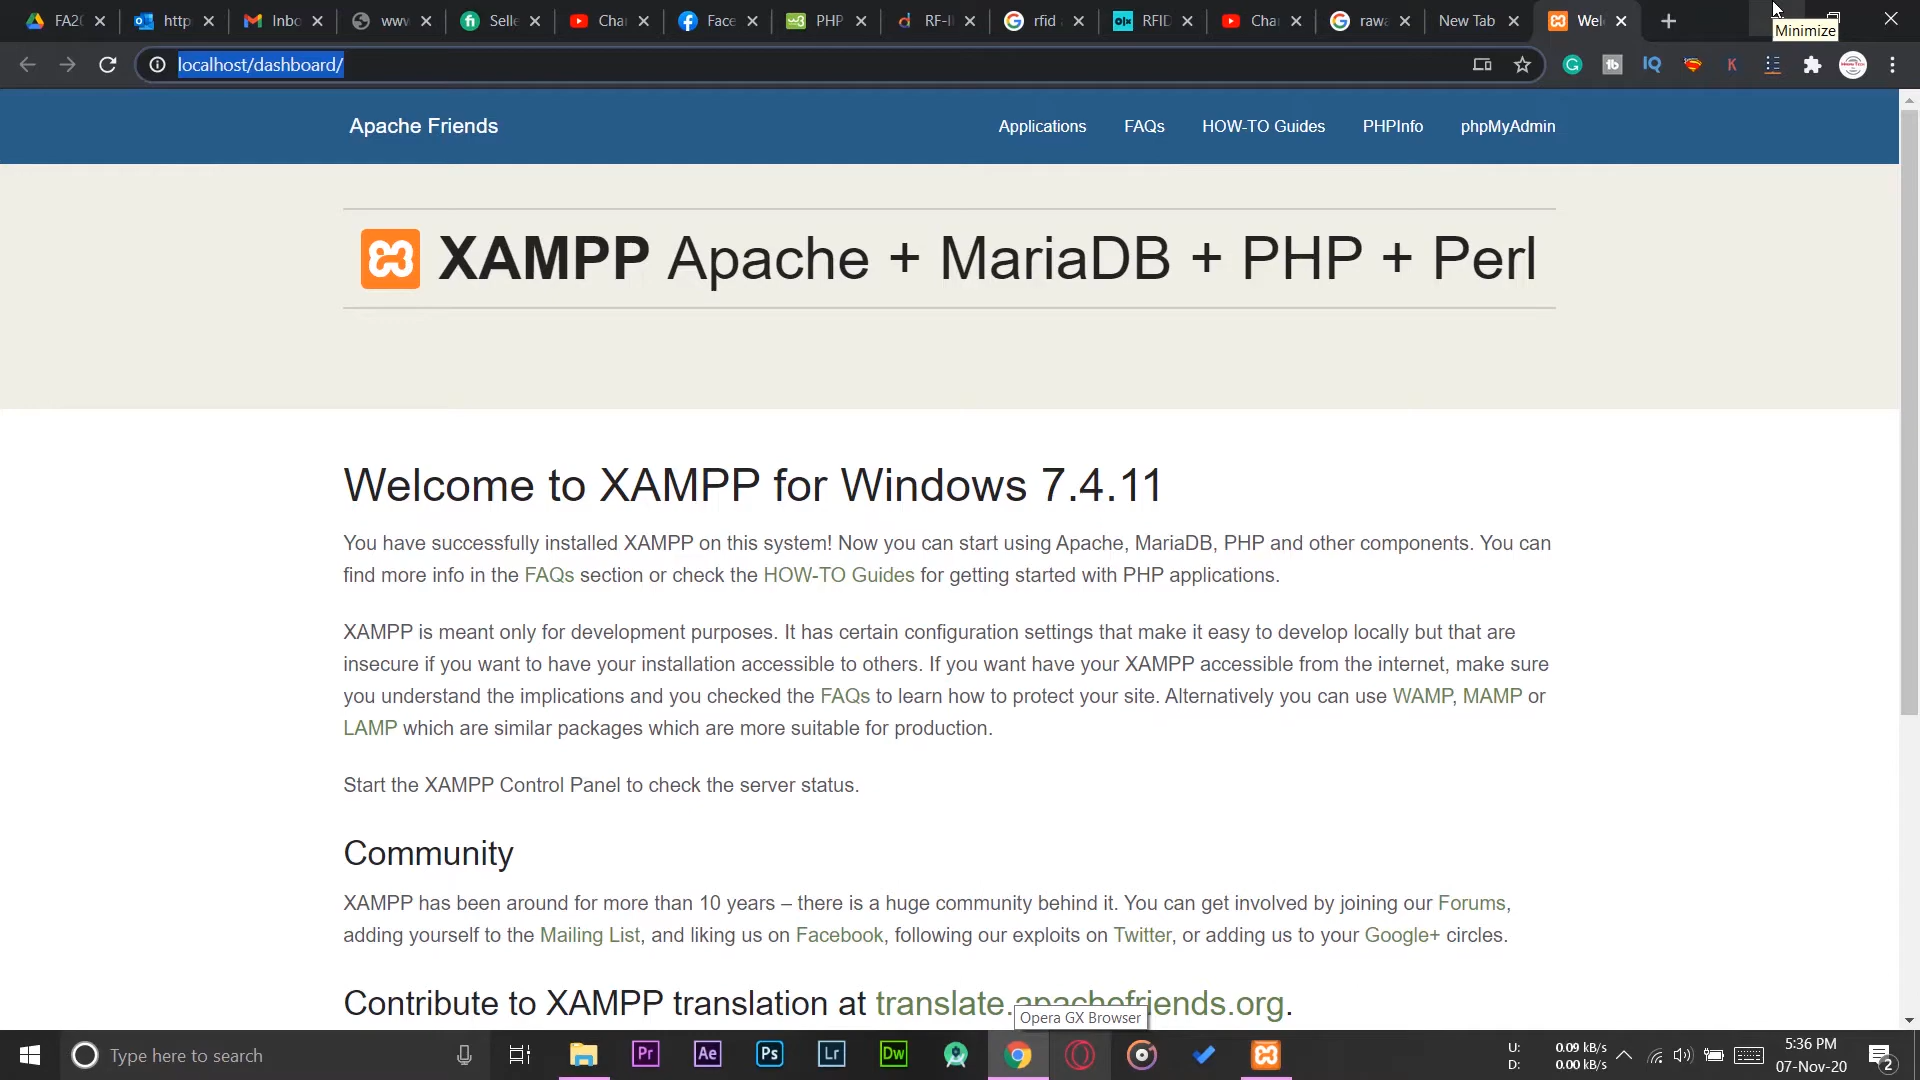 FA20
http
Inbo
www
Selle
Cha
Face
PHP
RF-I
rfid
RFID
Cha
rawa
New Tab
Wel
Minimize
localhost/dashboard/
Apache Friends
Applications
FAQs
HOW-TO Guides
PHPInfo
phpMyAdmin
XAMPP Apache + MariaDB + PHP + Perl
Welcome to XAMPP for Windows 7.4.11
You have successfully installed XAMPP on this system! Now you can start using Apache, MariaDB, PHP and other components. You can
find more info in the FAQs section or check the HOW-TO Guides for getting started with PHP applications.
XAMPP is meant only for development purposes. It has certain configuration settings that make it easy to develop locally but that are
insecure if you want to have your installation accessible to others. If you want have your XAMPP accessible from the internet, make sure
you understand the implications and you checked the FAQs to learn how to protect your site. Alternatively you can use WAMP, MAMP or
LAMP which are similar packages which are more suitable for production.
Start the XAMPP Control Panel to check the server status.
Community
XAMPP has been around for more than 10 years – there is a huge community behind it. You can get involved by joining our Forums,
adding yourself to the Mailing List, and liking us on Facebook, following our exploits on Twitter, or adding us to your Google+ circles.
Contribute to XAMPP translation at translate.apachefriends.org.
Opera GX Browser
Type here to search
Pr
Ae
Ps
Lr
Dw
U: 0.09 kB/s
D: 0.00 kB/s
5:36 PM
07-Nov-20
2